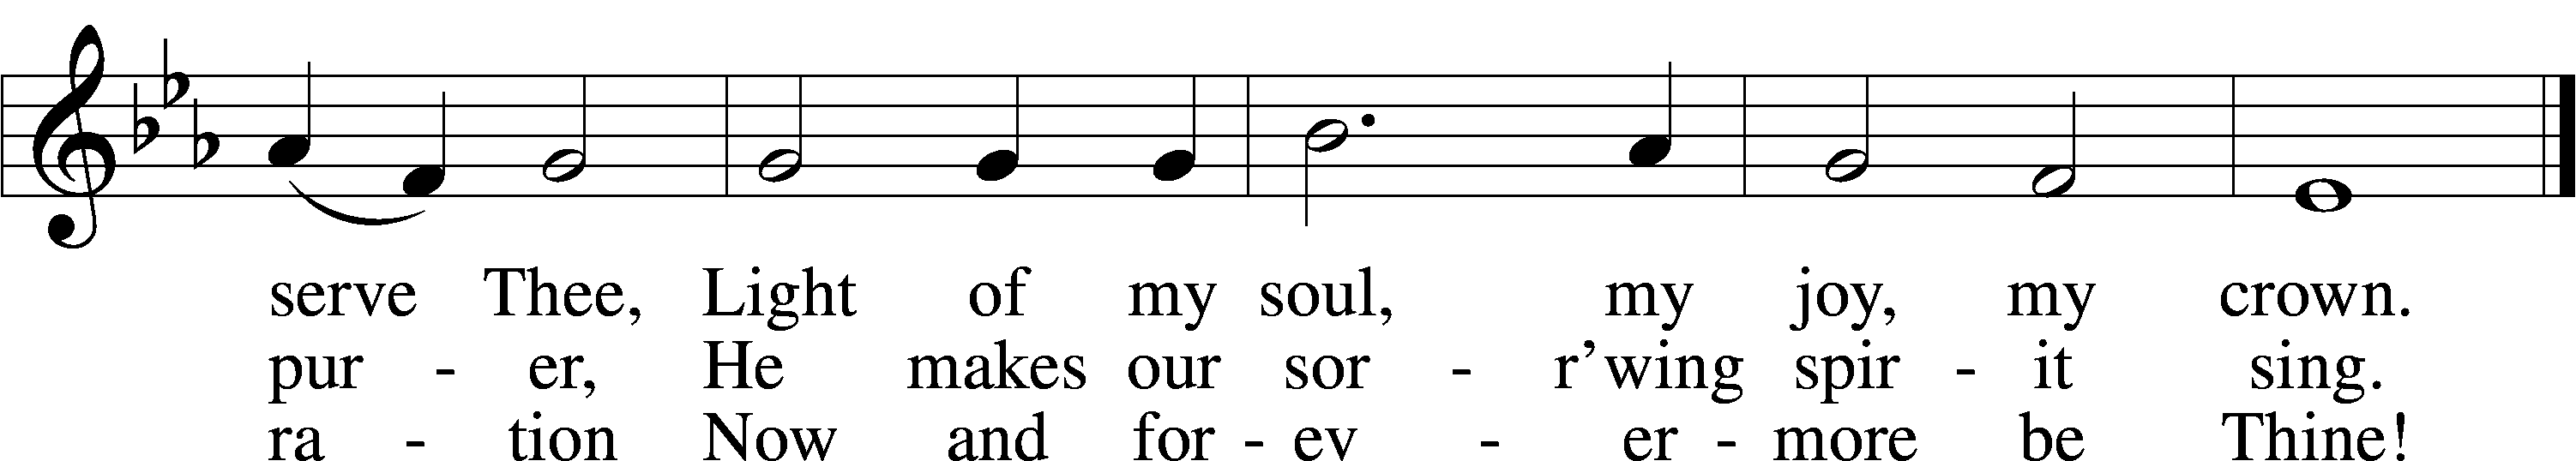 serve Thee, Light of my soul, my joy, my crown.
pur - er, He makes our sor - r'wing spir - it sing.
ra - tion Now and for - ev - er - more be Thine!